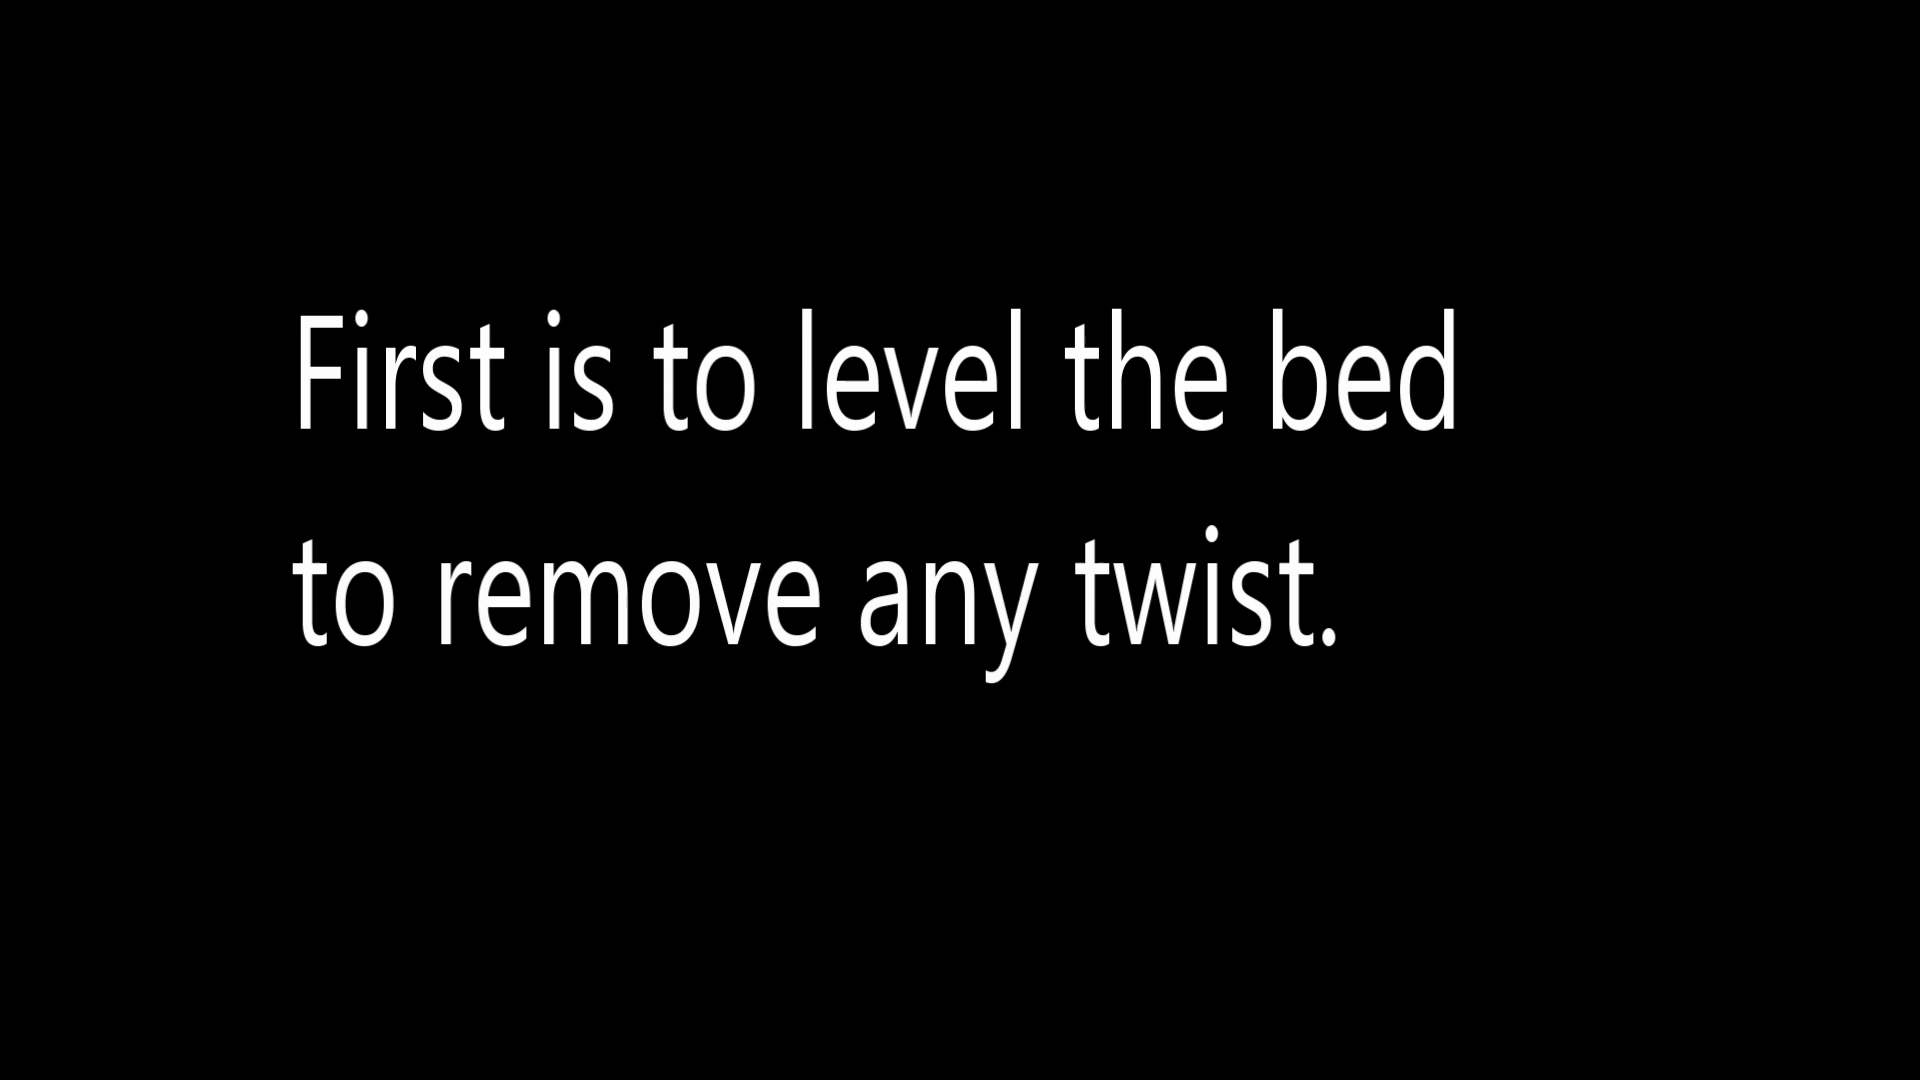 First is to level the bed
to remove any twist.